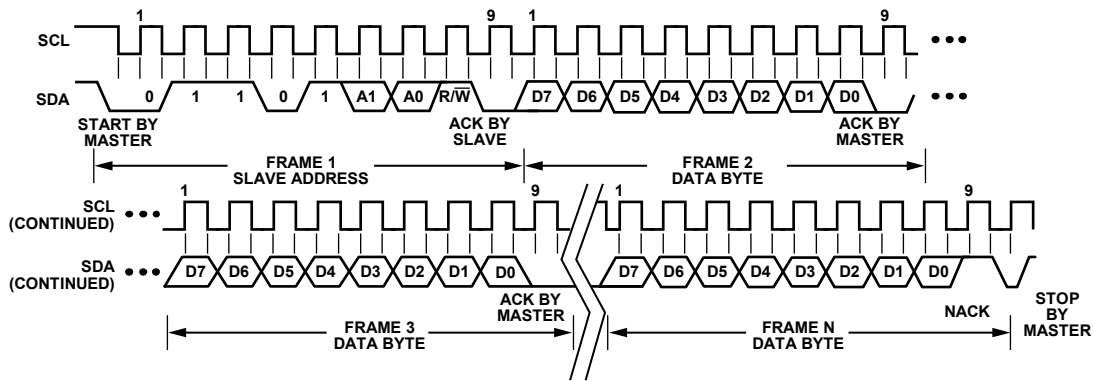 1 9 1 9
SCL
SDA 0 1 1 0 1 A1 A0 R/W̅ D7 D6 D5 D4 D3 D2 D1 D0
START BY MASTER
ACK BY SLAVE
ACK BY MASTER
FRAME 1
SLAVE ADDRESS
FRAME 2
DATA BYTE
1 9 1 9
SCL
(CONTINUED)
SDA
(CONTINUED)
D7 D6 D5 D4 D3 D2 D1 D0 D7 D6 D5 D4 D3 D2 D1 D0
ACK BY
MASTER
NACK
STOP
BY
MASTER
FRAME 3
DATA BYTE
FRAME N
DATA BYTE